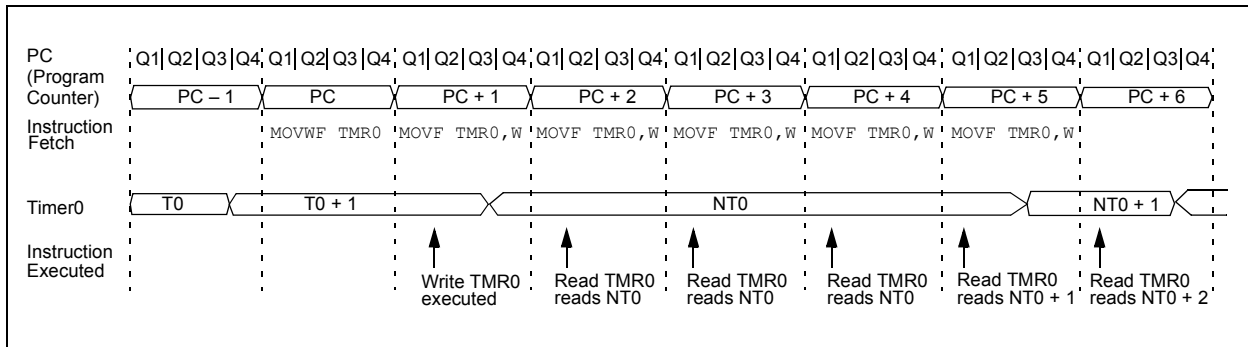 PC
(Program
Counter)
Q1 Q2 Q3 Q4 Q1 Q2 Q3 Q4 Q1 Q2 Q3 Q4 Q1 Q2 Q3 Q4 Q1 Q2 Q3 Q4 Q1 Q2 Q3 Q4 Q1 Q2 Q3 Q4 Q1 Q2 Q3 Q4
PC – 1 PC PC + 1 PC + 2 PC + 3 PC + 4 PC + 5 PC + 6
Instruction
Fetch
MOVWF TMR0 MOVF TMR0,W MOVF TMR0,W MOVF TMR0,W MOVF TMR0,W MOVF TMR0,W
Timer0
T0 T0 + 1 NT0 NT0 + 1
Instruction
Executed
Write TMR0
executed
Read TMR0
reads NT0
Read TMR0
reads NT0
Read TMR0
reads NT0
Read TMR0
reads NT0 + 1
Read TMR0
reads NT0 + 2